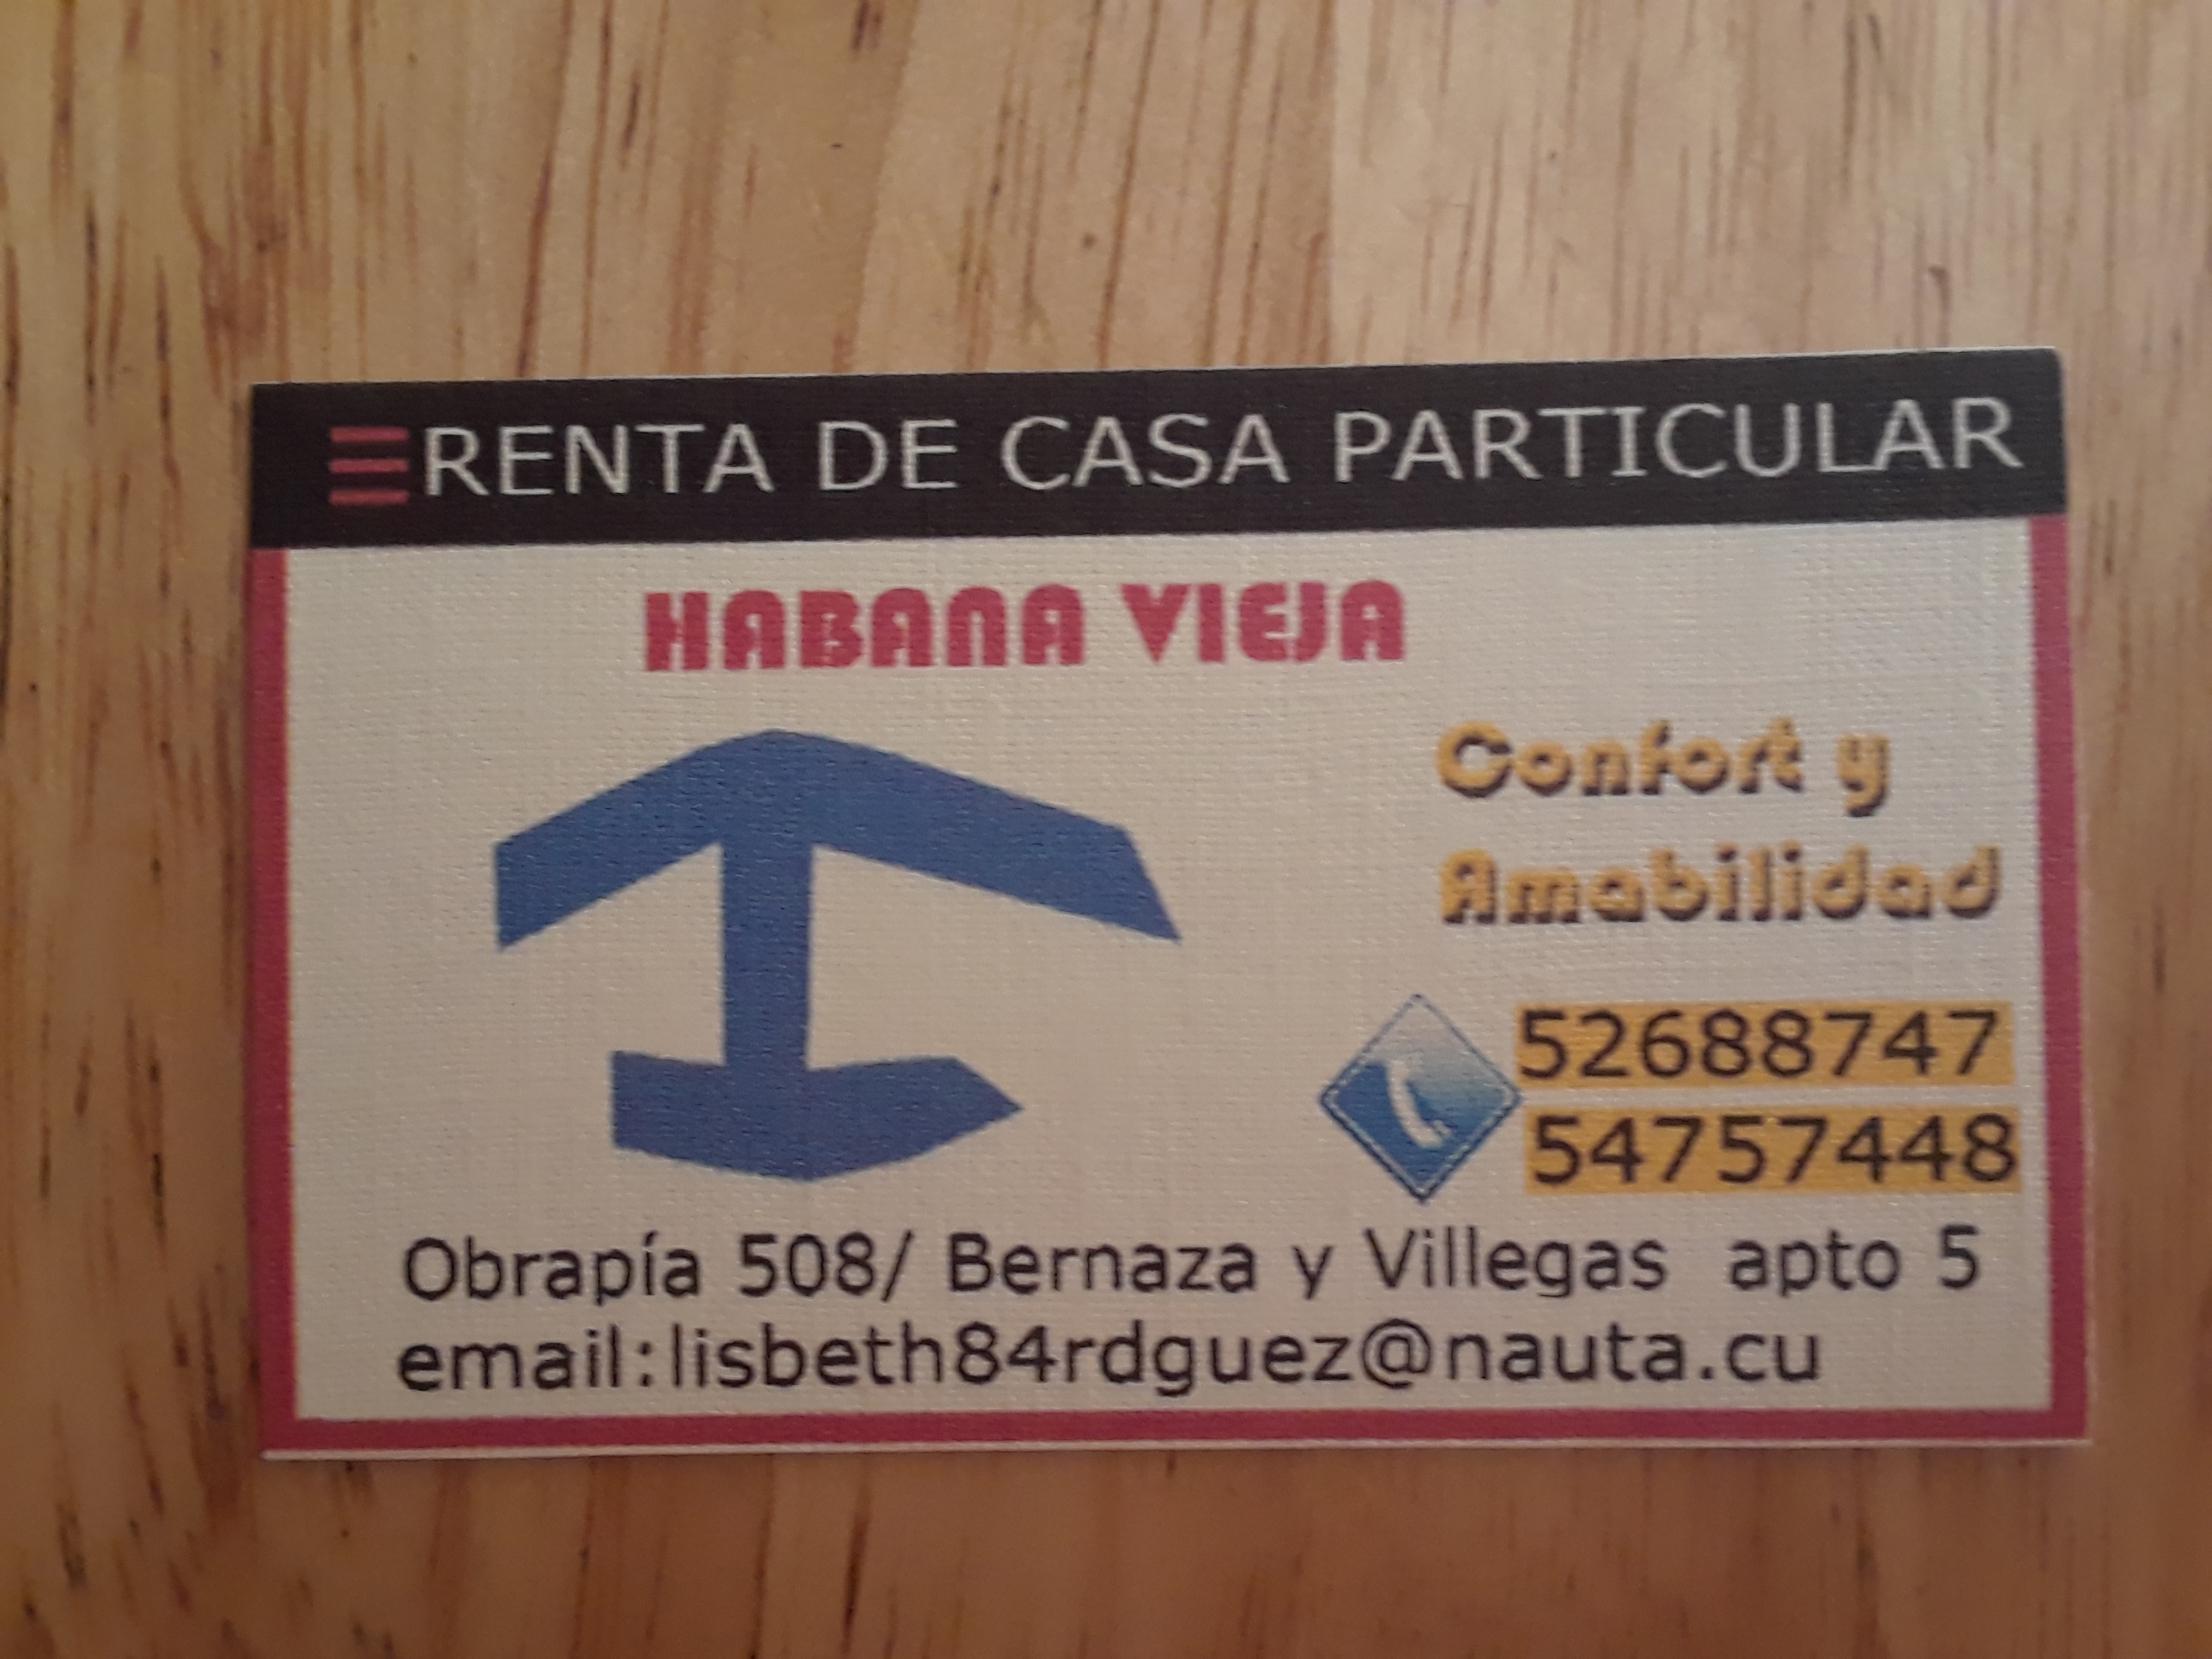 RENTA DE CASA PARTICULAR
HABANA VIEJA
Confort y
Amabilidad
52688747
54757448
Obrapía 508/ Bernaza y Villegas apto 5
email:lisbeth84rdguez@nauta.cu